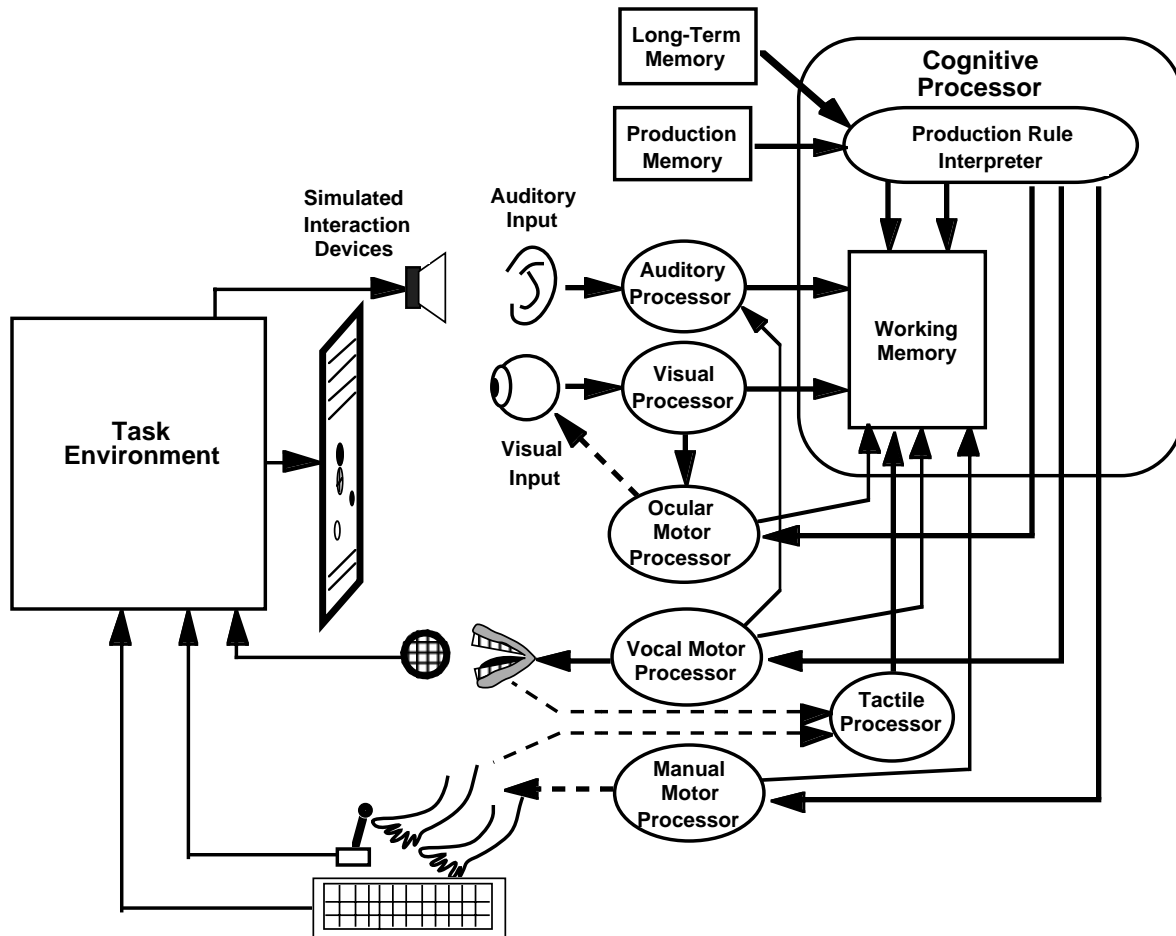 Long-Term
Memory
Cognitive
Processor
Production
Memory
Production Rule
Interpreter
Simulated
Interaction
Devices
Auditory
Input
Auditory
Processor
Working
Memory
Visual
Processor
Task
Environment
Visual
Input
Ocular
Motor
Processor
Vocal Motor
Processor
Tactile
Processor
Manual
Motor
Processor